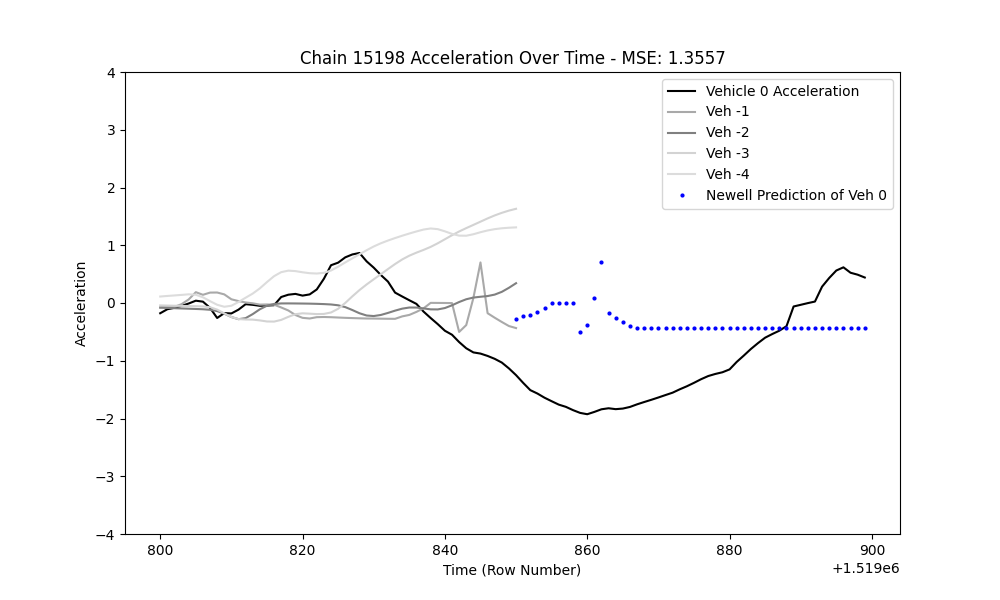 Chain 15198 Acceleration Over Time - MSE: 1.3557
Acceleration
4
3
2
1
0
−1
−2
−3
−4
Vehicle 0 Acceleration
Veh -1
Veh -2
Veh -3
Veh -4
Newell Prediction of Veh 0
800 820 840 860 880 900
+1.519e6
Time (Row Number)